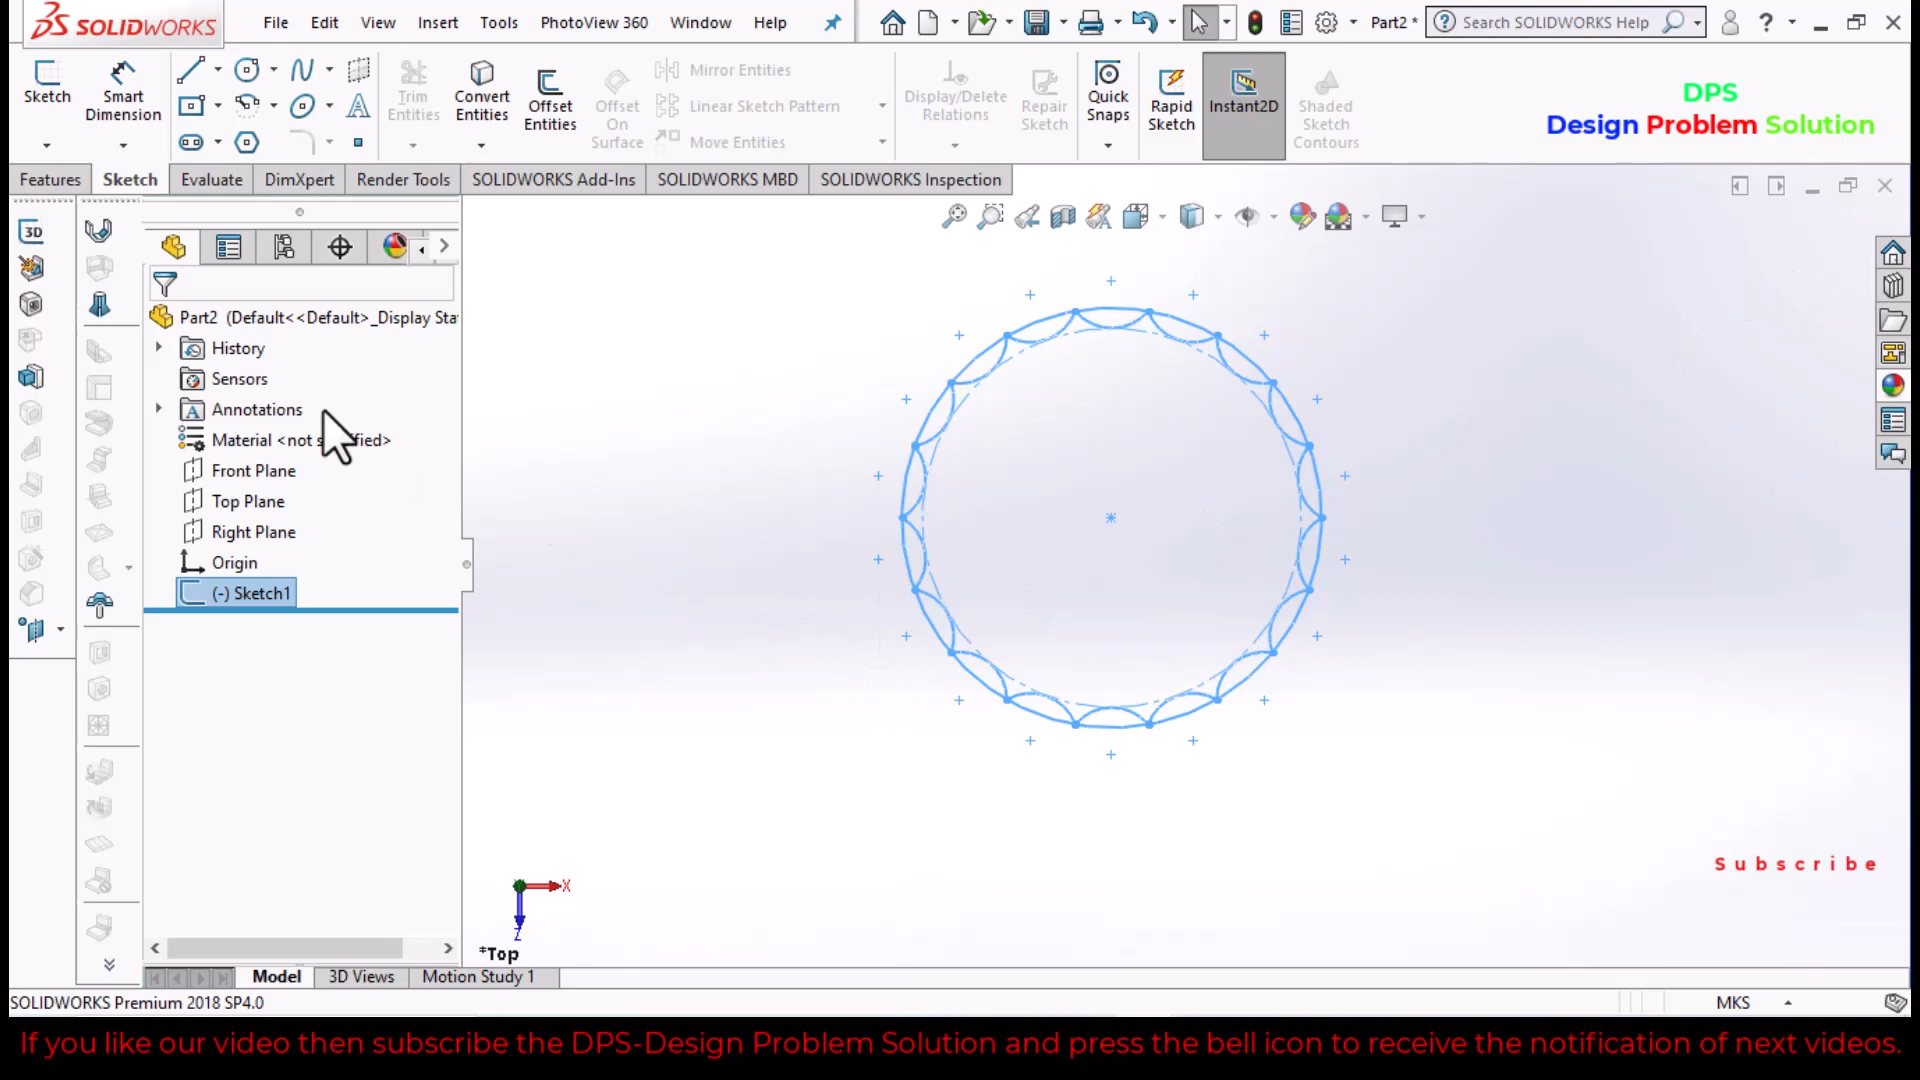 SOLIDWORKS File Edit View Insert Tools PhotoView 360 Window Help Part2 * Search SOLIDWORKS Help
Sketch Smart Dimension Trim Entities Convert Entities Offset Entities Offset On Surface Mirror Entities Linear Sketch Pattern Move Entities Display/Delete Relations Repair Sketch Quick Snaps Rapid Sketch Instant2D Shaded Sketch Contours
DPS
Design Problem Solution
Features Sketch Evaluate DimXpert Render Tools SOLIDWORKS Add-Ins SOLIDWORKS MBD SOLIDWORKS Inspection
3D
Part2 (Default<<Default>_Display Sta
History
Sensors
Annotations
Material <not s fied>
Front Plane
Top Plane
Right Plane
Origin
(-) Sketch1
Subscribe
X
Z
*Top
Model 3D Views Motion Study 1
SOLIDWORKS Premium 2018 SP4.0 MKS
If you like our video then subscribe the DPS-Design Problem Solution and press the bell icon to receive the notification of next videos.